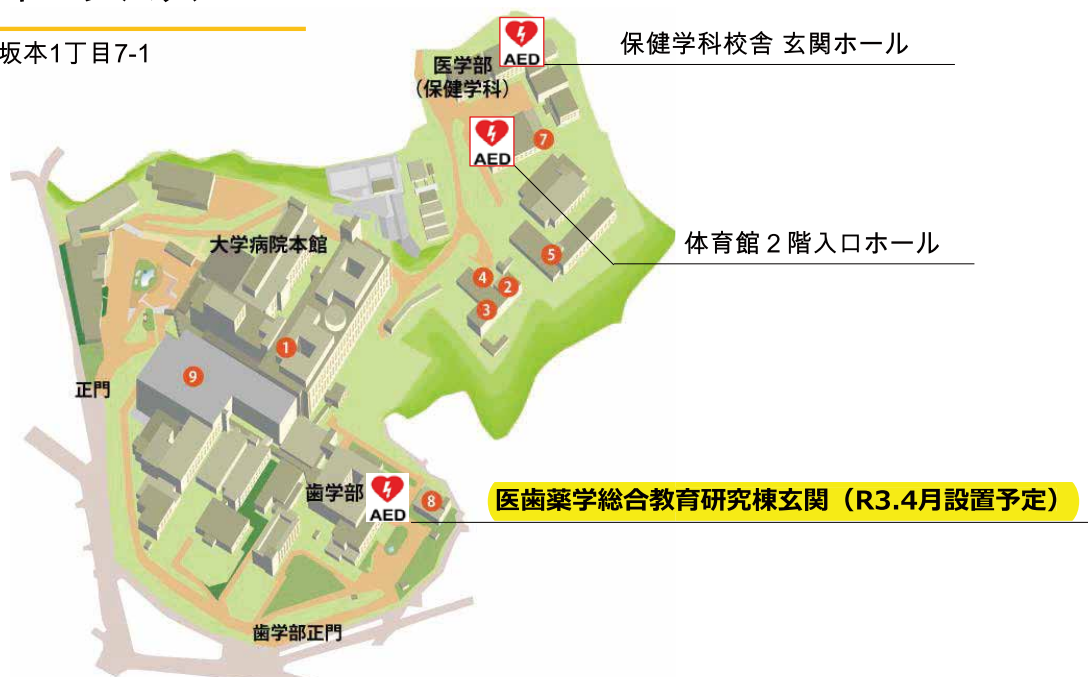 坂本1丁目7-1
保健学科校舎 玄関ホール
AED
医学部
(保健学科)
AED
7
体育館２階入口ホール
大学病院本館
5
4
2
3
1
9
正門
歯学部
AED
8
医歯薬学総合教育研究棟玄関（R3.4月設置予定）
歯学部正門